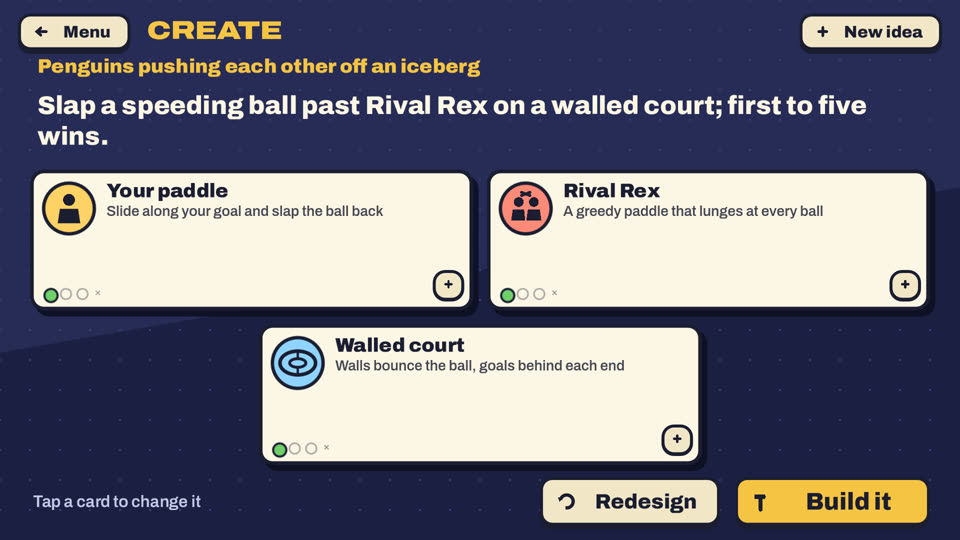 Menu
CREATE
New idea
Penguins pushing each other off an iceberg
Slap a speeding ball past Rival Rex on a walled court; first to five
wins.
Your paddle
Slide along your goal and slap the ball back
Rival Rex
A greedy paddle that lunges at every ball
Walled court
Walls bounce the ball, goals behind each end
Tap a card to change it
Redesign
Build it